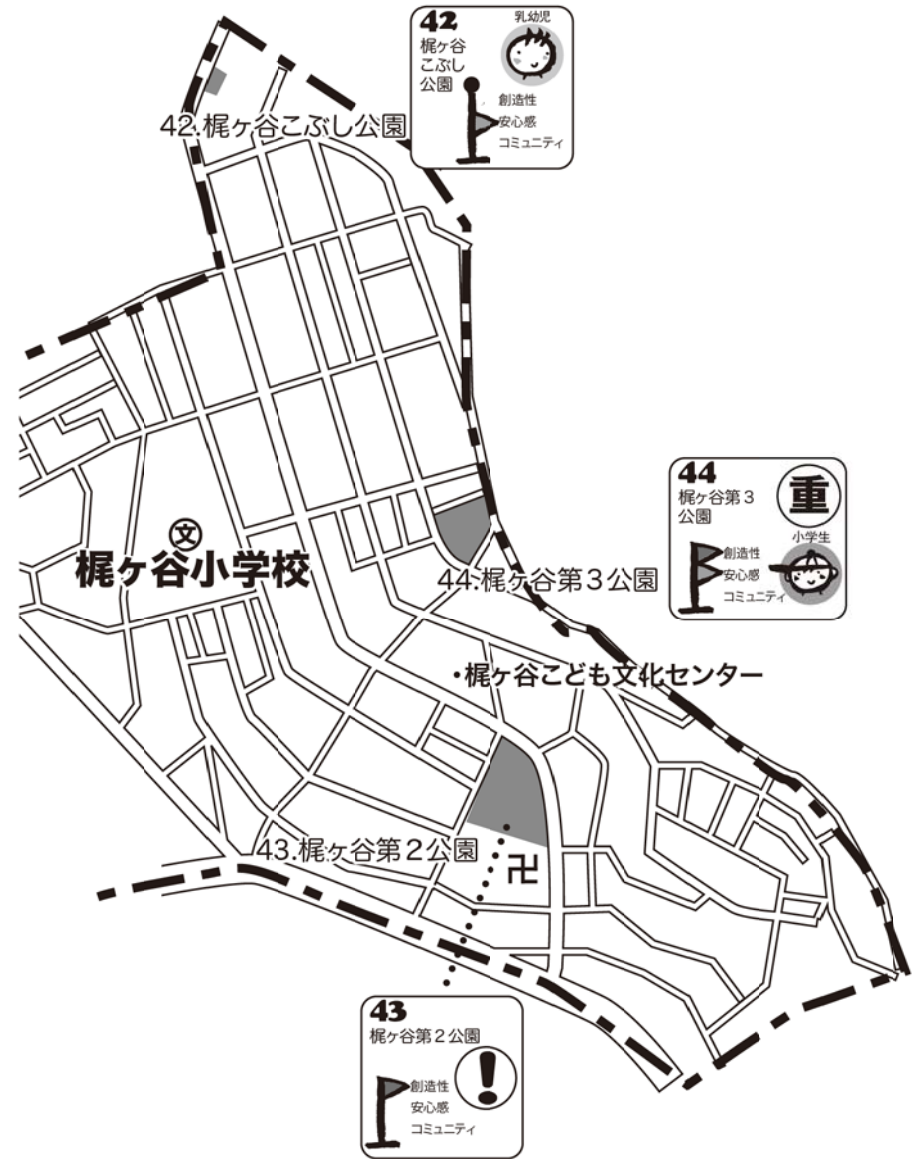 42
乳幼児
梶ヶ谷
こぶし
公園
創造性
安心感
コミュニティ
42.梶ヶ谷こぶし公園
44
梶ヶ谷第3
公園
重
小学生
創造性
安心感
コミュニティ
文
梶ヶ谷小学校
44.梶ヶ谷第3公園
・梶ヶ谷こども文化センター
43.梶ヶ谷第2公園
卍
43
梶ヶ谷第2公園
!
創造性
安心感
コミュニティ